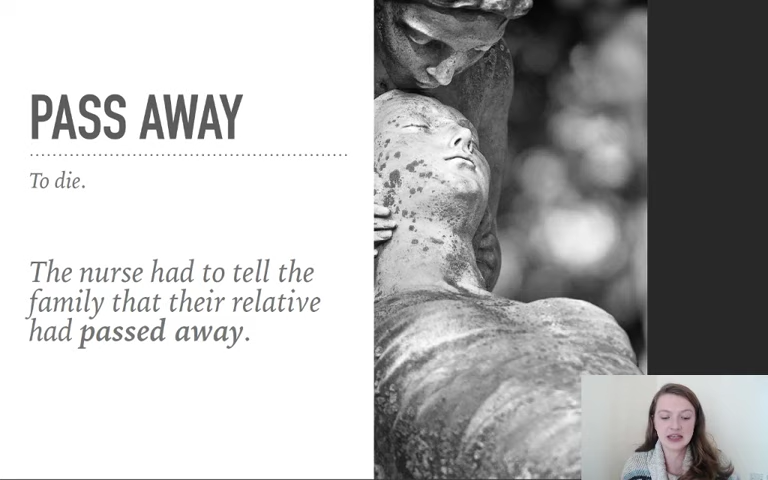 PASS AWAY
To die.
The nurse had to tell the
family that their relative
had passed away.